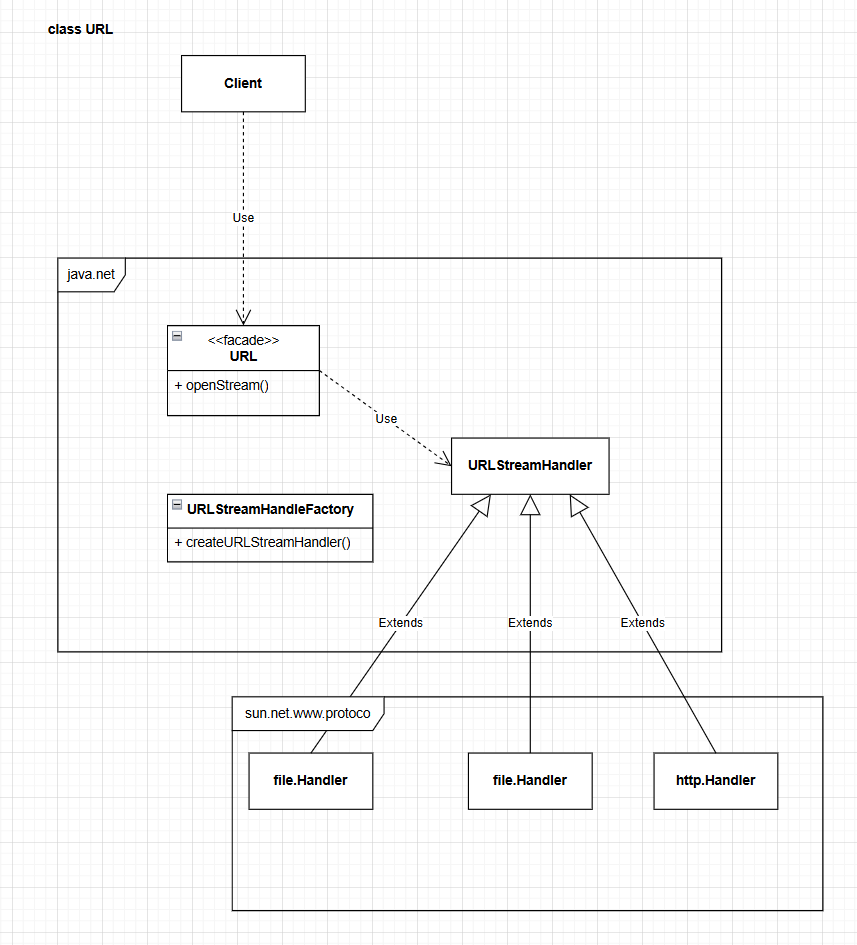 class URL
Client
Use
java.net
<<facade>>
URL
+ openStream()
Use
URLStreamHandler
URLStreamHandleFactory
+ createURLStreamHandler()
Extends
Extends
Extends
sun.net.www.protoco
file.Handler
file.Handler
http.Handler